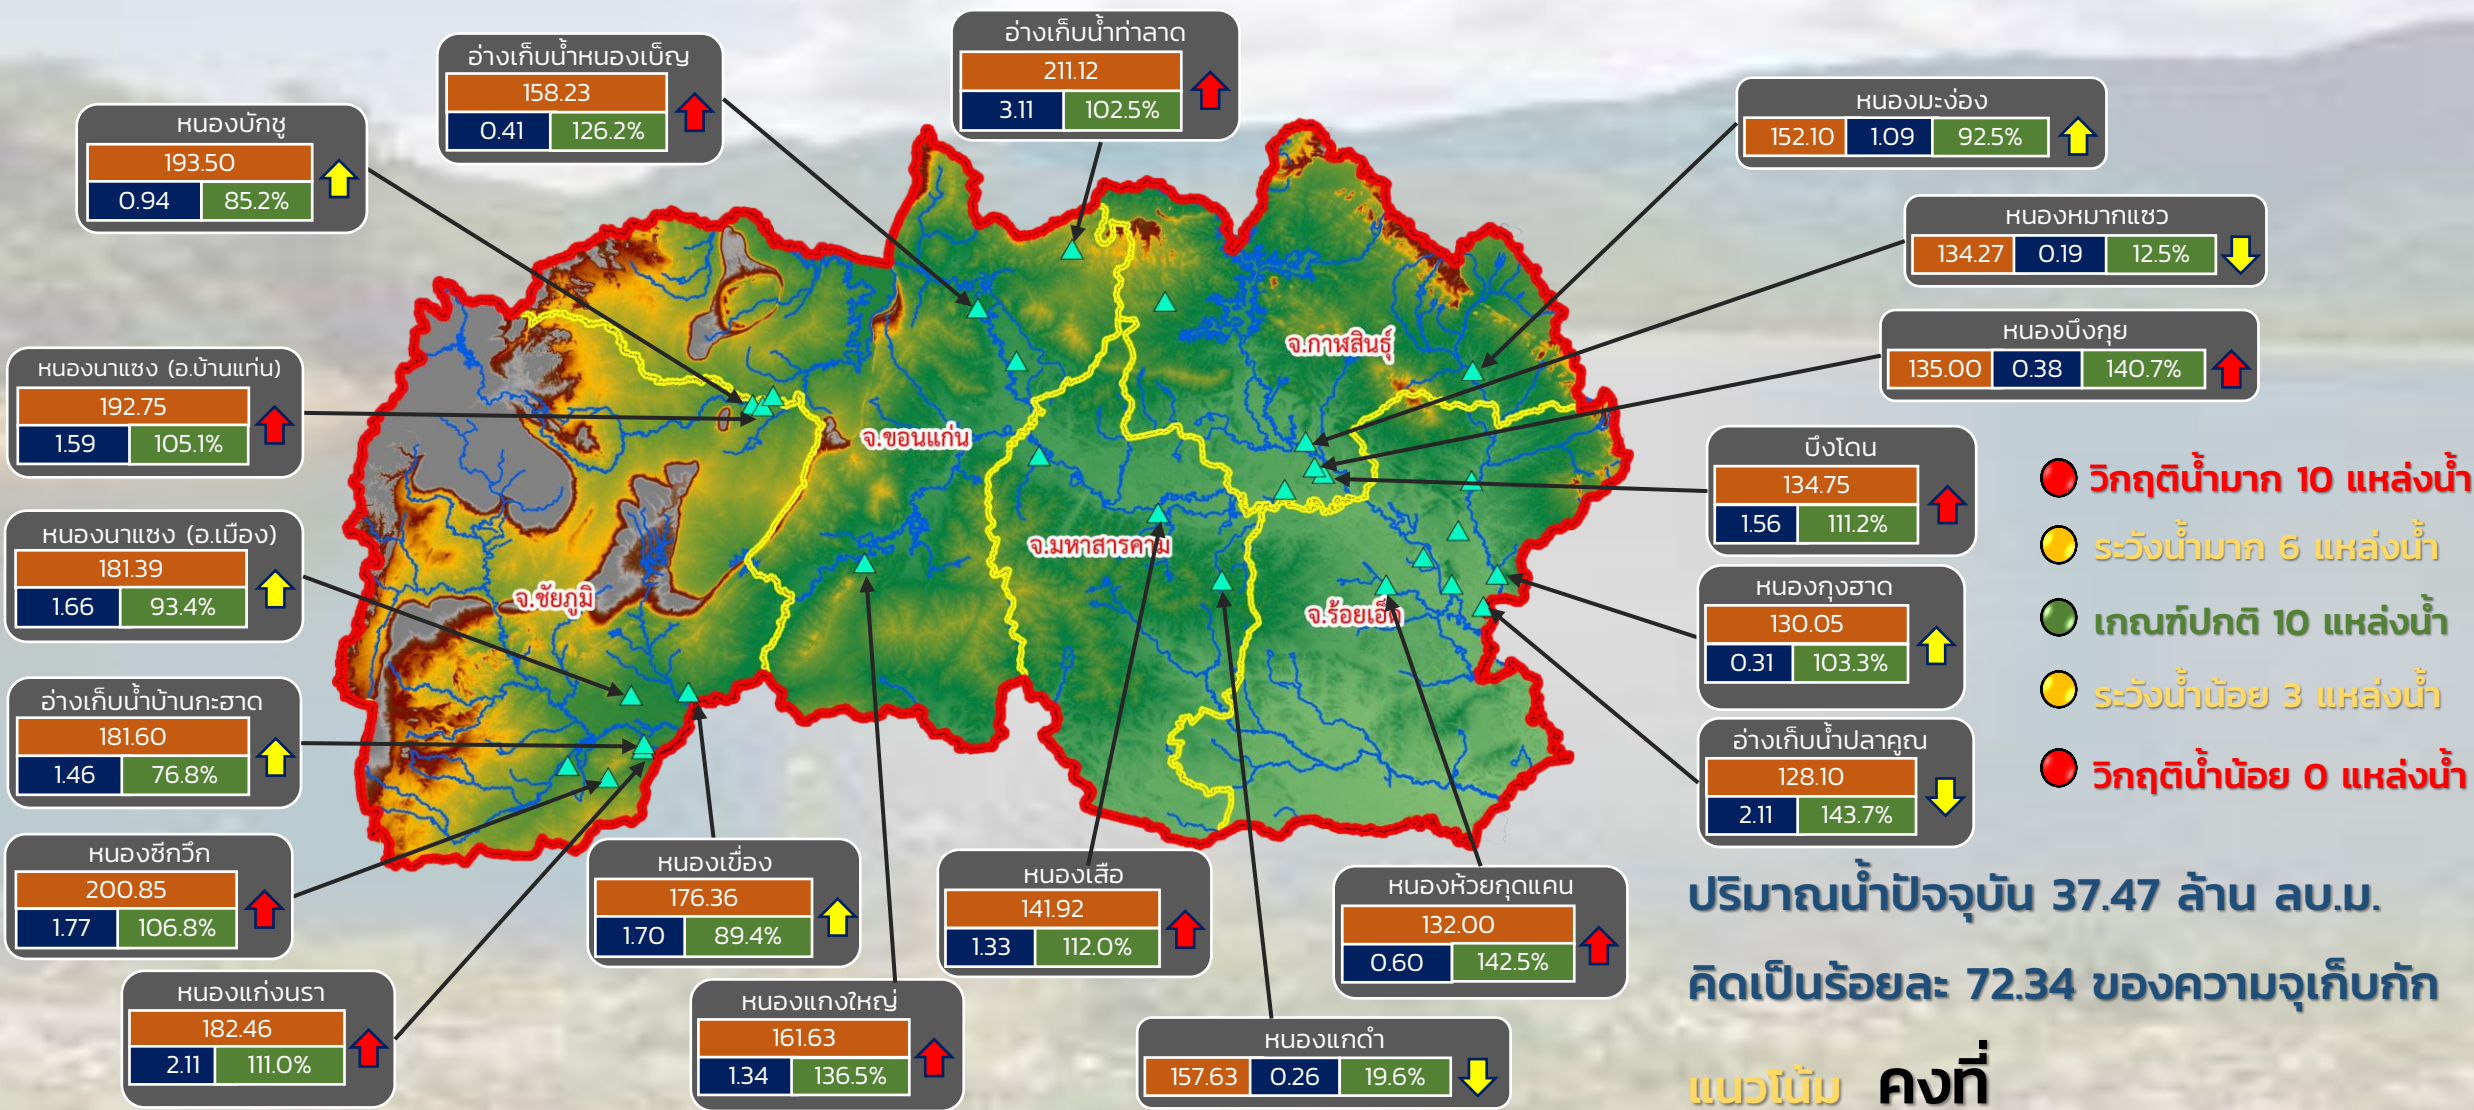 อ่างเก็บน้ำท่าลาด
211.12
3.11 102.5%
อ่างเก็บน้ำหนองเบ็ญ
158.23
0.41 126.2%
หนองบักชู
193.50
0.94 85.2%
หนองมะง่อง
152.10 1.09 92.5%
หนองหมากแซว
134.27 0.19 12.5%
หนองบึงกุย
135.00 0.38 140.7%
หนองนาแซง (อ.บ้านแท่น)
192.75
1.59 105.1%
บึงโดน
134.75
1.56 111.2%
หนองนาแซง (อ.เมือง)
181.39
1.66 93.4%
หนองกุงฮาด
130.05
0.31 103.3%
อ่างเก็บน้ำบ้านกะฮาด
181.60
1.46 76.8%
อ่างเก็บน้ำปลาคูณ
128.10
2.11 143.7%
หนองซีกวึก
200.85
1.77 106.8%
หนองเขื่อง
176.36
1.70 89.4%
หนองเสือ
141.92
1.33 112.0%
หนองห้วยกุดแคน
132.00
0.60 142.5%
หนองแก่งนรา
182.46
2.11 111.0%
หนองแกงใหญ่
161.63
1.34 136.5%
หนองแกดำ
157.63 0.26 19.6%
จ.กาฬสินธุ์
จ.ขอนแก่น
จ.มหาสารคาม
จ.ชัยภูมิ
จ.ร้อยเอ็ด
วิกฤติน้ำมาก 10 แหล่งน้ำ
ระวังน้ำมาก 6 แหล่งน้ำ
เกณฑ์ปกติ 10 แหล่งน้ำ
ระวังน้ำน้อย 3 แหล่งน้ำ
วิกฤติน้ำน้อย 0 แหล่งน้ำ
ปริมาณน้ำปัจจุบัน 37.47 ล้าน ลบ.ม.
คิดเป็นร้อยละ 72.34 ของความจุเก็บกัก
แนวโน้ม คงที่